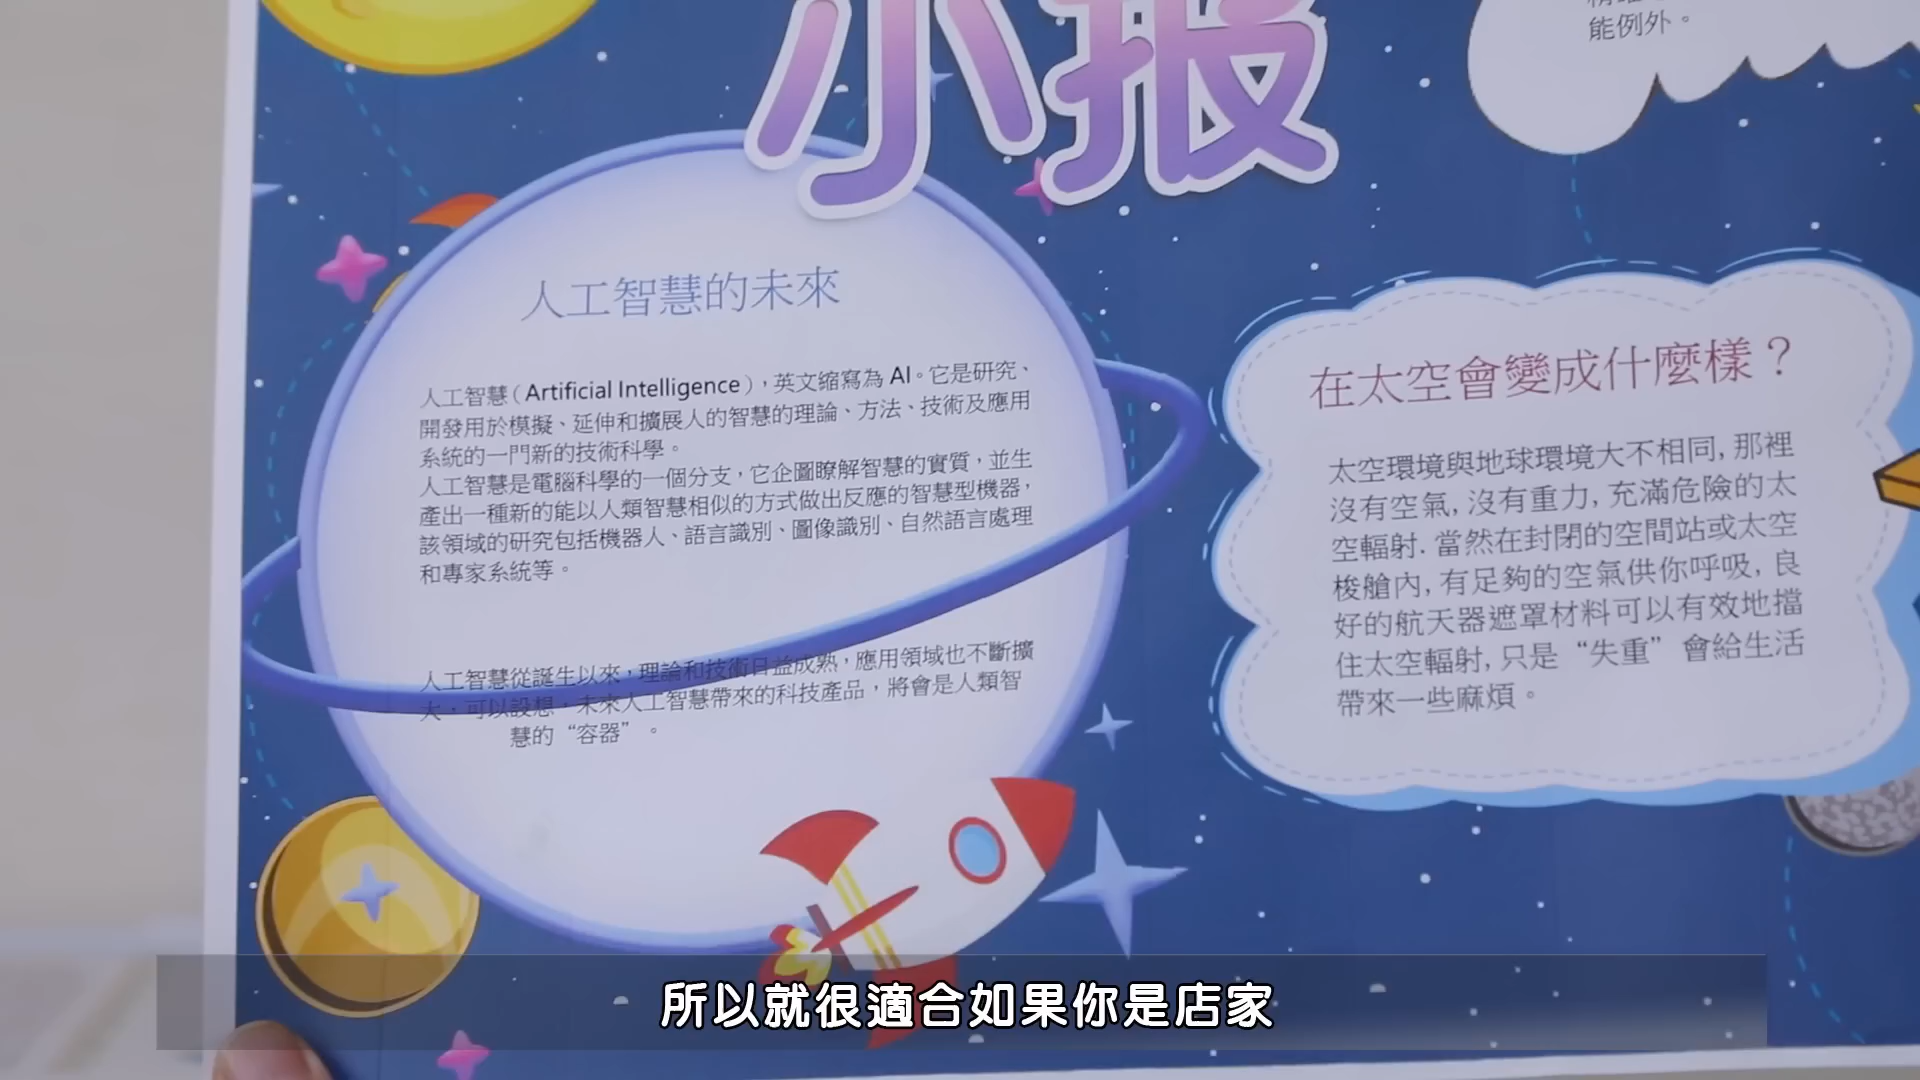 小报
能例外。
人工智慧的未來
人工智慧（Artificial Intelligence），英文縮寫為 AI。它是研究、
開發用於模擬、延伸和擴展人的智慧的理論、方法、技術及應用
系統的一門新的技術科學。
人工智慧是電腦科學的一個分支，它企圖瞭解智慧的實質，並生
產出一種新的能以人類智慧相似的方式做出反應的智慧型機器，
該領域的研究包括機器人、語言識別、圖像識別、自然語言處理
和專家系統等。
人工智慧從誕生以來，理論和技術日益成熟，應用領域也不斷擴
大，可以設想，未來人工智慧帶來的科技產品，將會是人類智
慧的“容器”。
在太空會變成什麼樣？
太空環境與地球環境大不相同, 那裡
沒有空氣, 沒有重力, 充滿危險的太
空輻射. 當然在封閉的空間站或太空
梭艙內, 有足夠的空氣供你呼吸, 良
好的航天器遮罩材料可以有效地擋
住太空輻射, 只是“失重”會給生活
帶來一些麻煩。
所以就很適合如果你是店家